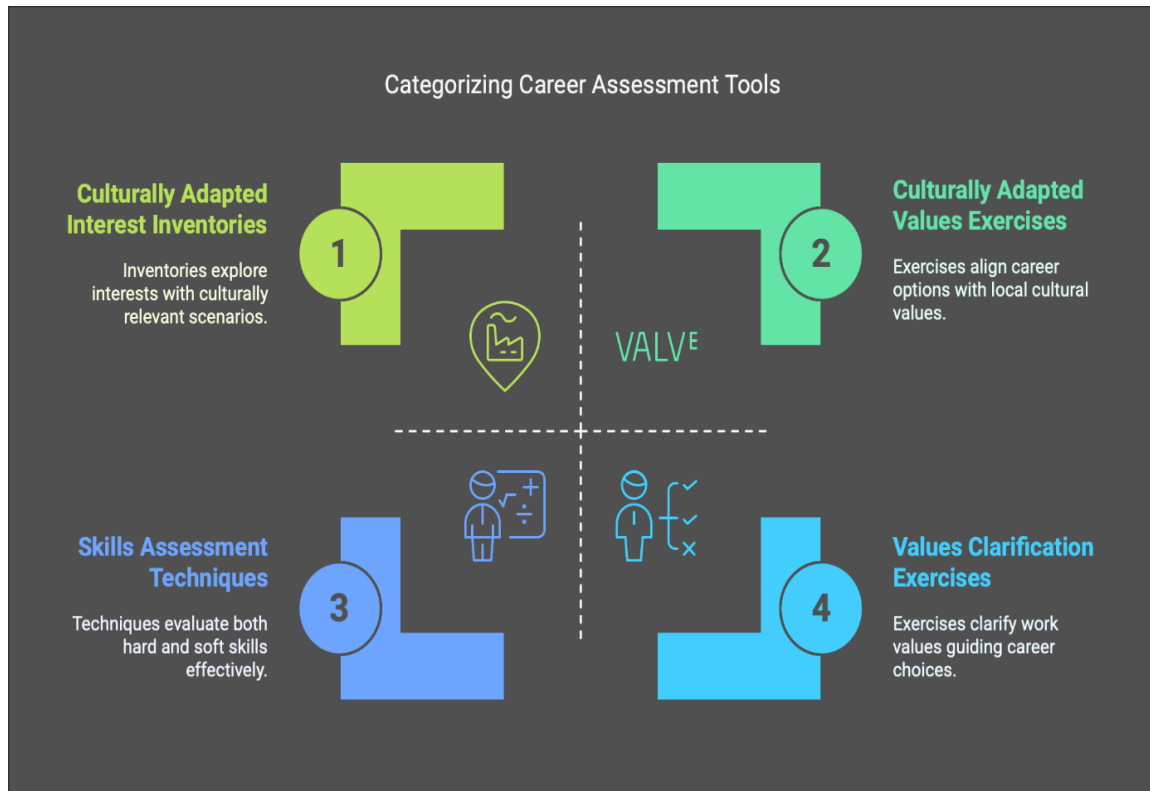 Categorizing Career Assessment Tools
Culturally Adapted
Interest Inventories
1
Inventories explore
interests with culturally
relevant scenarios.
2
Culturally Adapted
Values Exercises
Exercises align career
options with local cultural
values.
VALVE
Skills Assessment
Techniques
3
Techniques evaluate both
hard and soft skills
effectively.
4
Values Clarification
Exercises
Exercises clarify work
values guiding career
choices.